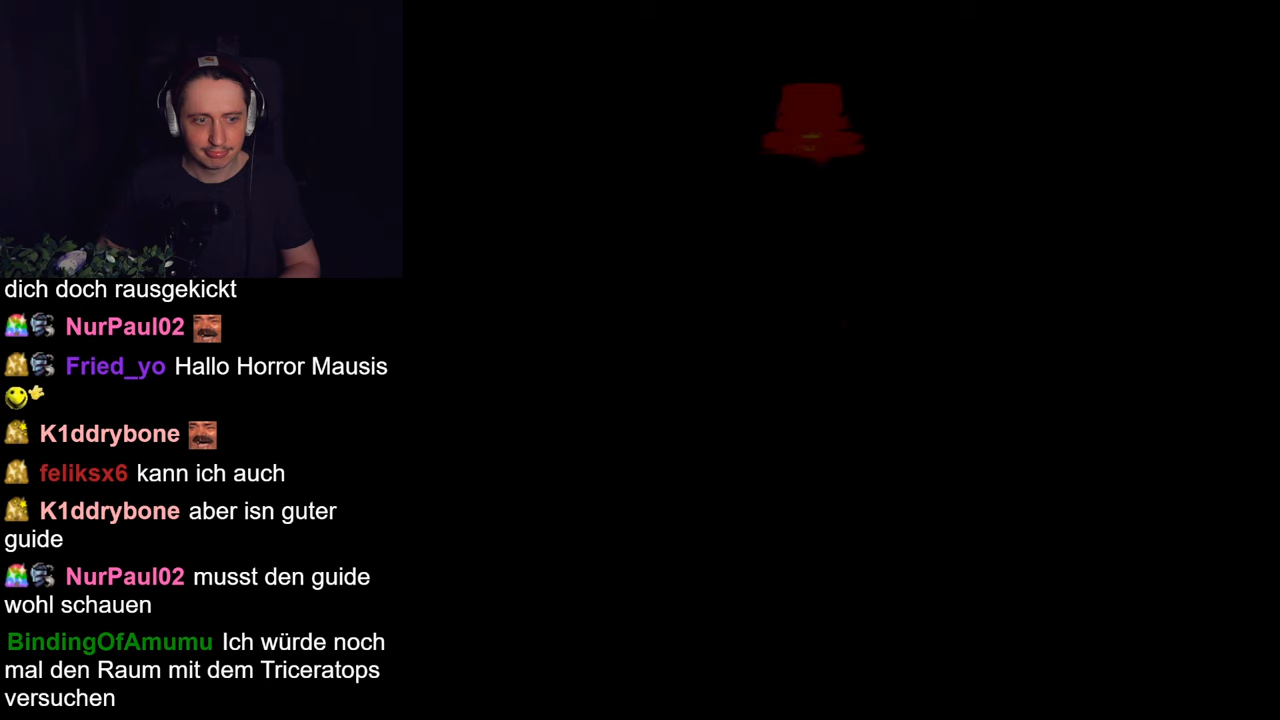 dich doch rausgekickt
NurPaul02
Fried_yo Hallo Horror Mausis
K1ddrybone
feliksx6 kann ich auch
K1ddrybone aber isn guter
guide
NurPaul02 musst den guide
wohl schauen
BindingOfAmumu Ich würde noch
mal den Raum mit dem Triceratops
versuchen